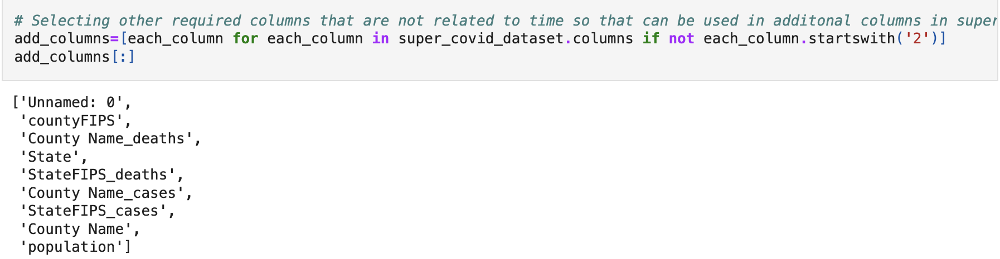 # Selecting other required columns that are not related to time so that can be used in additonal columns in super
add_columns=[each_column for each_column in super_covid_dataset.columns if not each_column.startswith('2')]
add_columns[:]
['Unnamed: 0',
'countyFIPS',
'County Name_deaths',
'State',
'StateFIPS_deaths',
'County Name_cases',
'StateFIPS_cases',
'County Name',
'population']